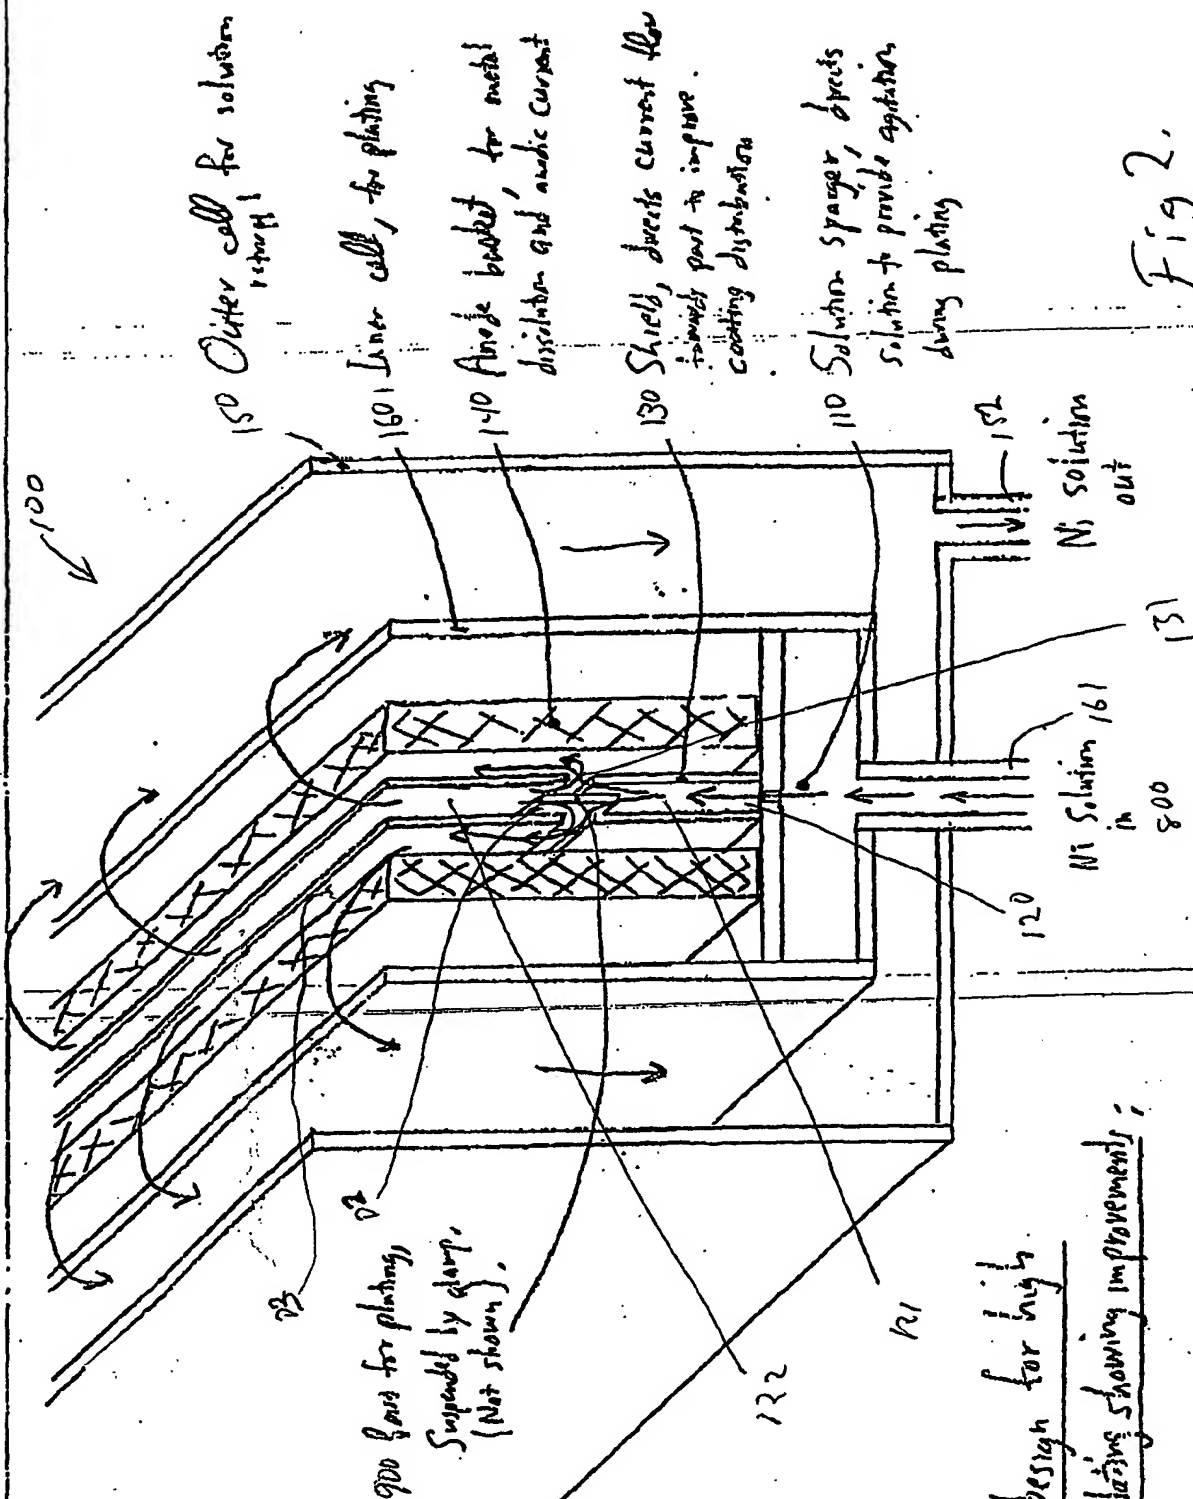 100
150 Outer cell for solution
return
160 Inner cell, for plating
140 Anode basket, for metal
dissolution and anodic current
130 Shield, directs current flow
towards part to improve
coating distribution
110 Solution sparger, directs
solution to provide agitation
during plating
Fig 2.
152
Ni solution
out
131
161
Ni Solution
in
800
120
121
122
900 Part for plating,
Suspended by clamp.
(Not shown).
Design for high
showing improvements;